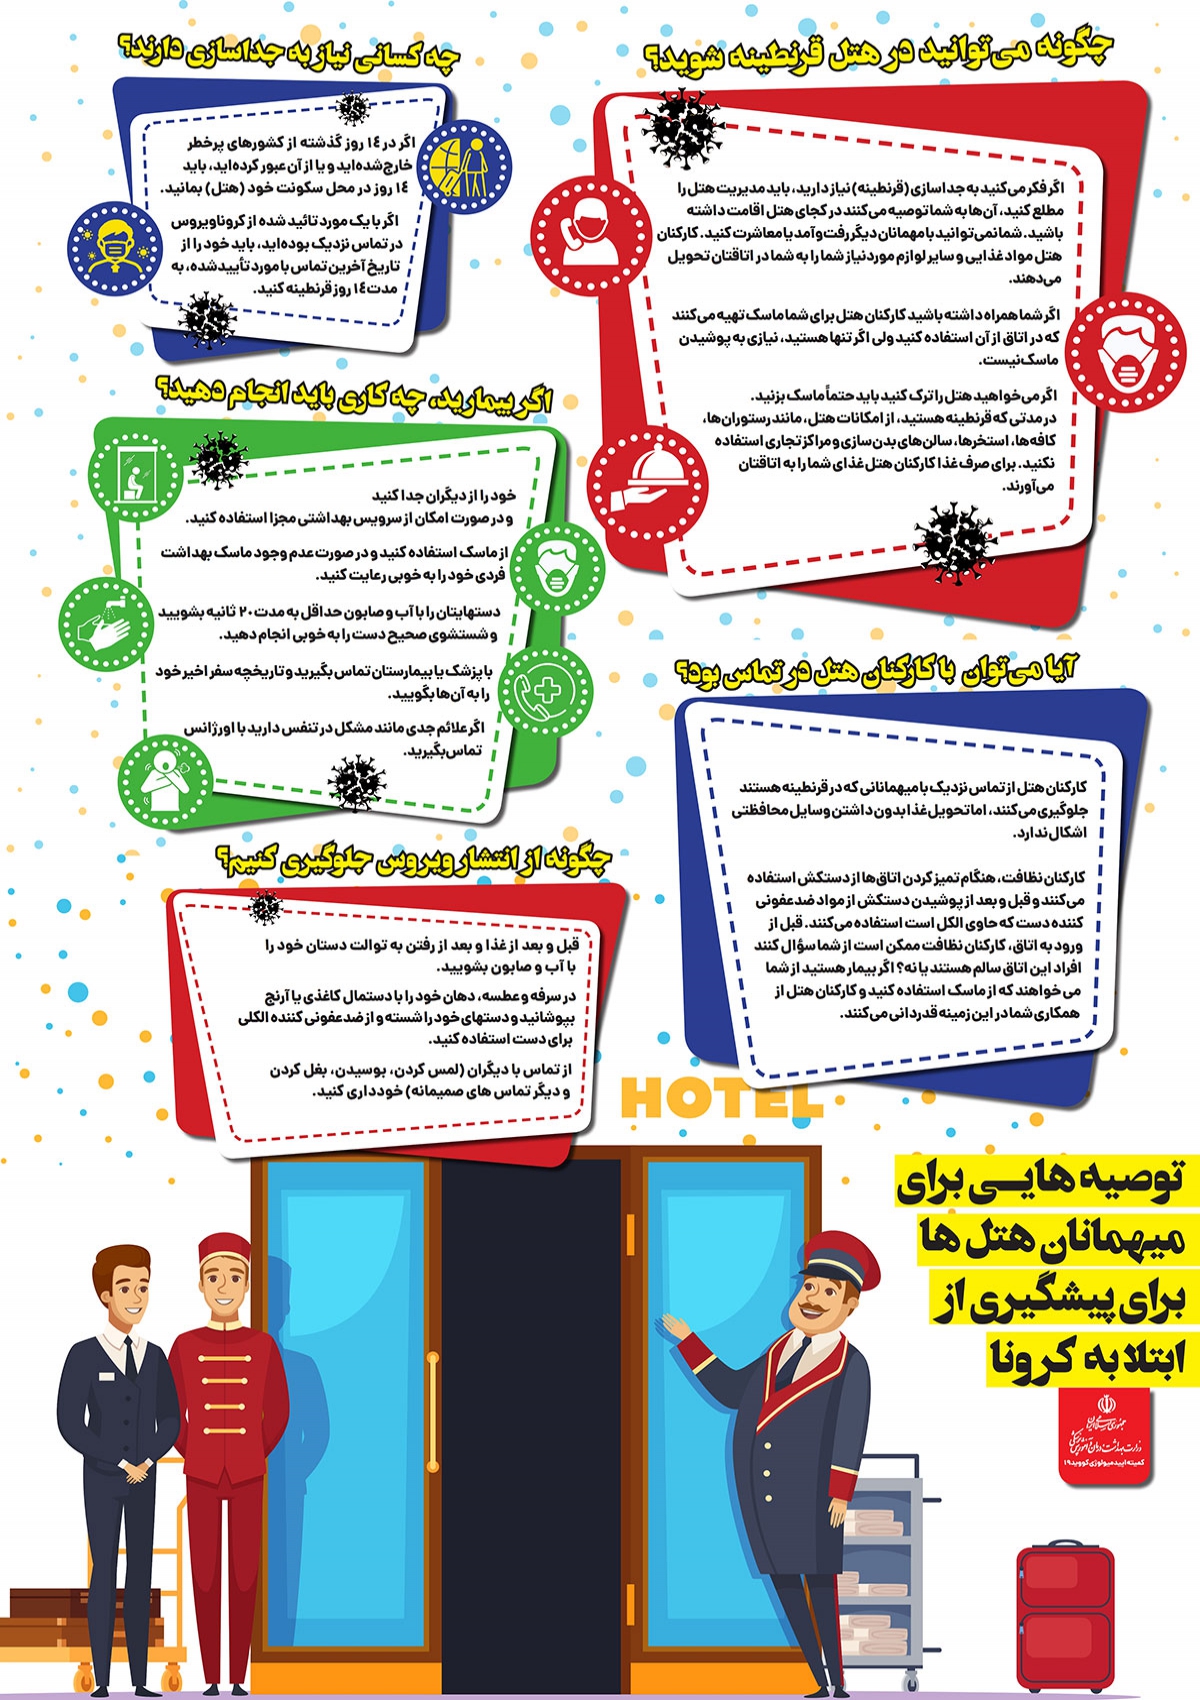 چگونه می‌توانید در هتل قرنطینه شوید؟
اگر فکر می‌کنید به جداسازی (قرنطینه) نیاز دارید، باید مدیریت هتل را
مطلع کنید، آن‌ها به شما توصیه می‌کنند در کجای هتل اقامت داشته
باشید. شما نمی‌توانید با مهمانان دیگر رفت و آمد یا معاشرت کنید. کارکنان
هتل مواد غذایی و سایر لوازم مورد نیاز شما را به شما در اتاقتان تحویل
می‌دهند.
اگر شما همراه داشته باشید کارکنان هتل برای شما ماسک تهیه می‌کنند
که در اتاق از آن استفاده کنید ولی اگر تنها هستید، نیازی به پوشیدن
ماسک نیست.
اگر می‌خواهید هتل را ترک کنید باید حتماً ماسک بزنید.
در مدتی که قرنطینه هستید، از امکانات هتل، مانند رستوران‌ها،
کافه‌ها، استخرها، سالن‌های بدن‌سازی و مراکز تجاری استفاده
نکنید. برای صرف غذا کارکنان هتل غذای شما را به اتاقتان
می‌آورند.
چه کسانی نیاز به جداسازی دارند؟
اگر در ١٤ روز گذشته از کشورهای پرخطر
خارج شده‌اید و یا از آن عبور کرده‌اید، باید
١٤ روز در محل سکونت خود (هتل) بمانید.
اگر با یک مورد تائید شده از کروناویروس
در تماس نزدیک بوده‌اید، باید خود را از
تاریخ آخرین تماس با مورد تأیید شده، به
مدت ١٤ روز قرنطینه کنید.
اگر بیمارید، چه کاری باید انجام دهید؟
خود را از دیگران جدا کنید
و در صورت امکان از سرویس بهداشتی مجزا استفاده کنید.
از ماسک استفاده کنید و در صورت عدم وجود ماسک بهداشت
فردی خود را به خوبی رعایت کنید.
دستهایتان را با آب و صابون حداقل به مدت ٢٠ ثانیه بشویید
و شستشوی صحیح دست را به خوبی انجام دهید.
با پزشک یا بیمارستان تماس بگیرید و تاریخچه سفر اخیر خود
را به آن‌ها بگویید.
اگر علائم جدی مانند مشکل در تنفس دارید با اورژانس
تماس بگیرید.
آیا می‌توان با کارکنان هتل در تماس بود؟
کارکنان هتل از تماس نزدیک با میهمانانی که در قرنطینه هستند
جلوگیری می‌کنند، اما تحویل غذا بدون داشتن وسایل محافظتی
اشکال ندارد.
کارکنان نظافت، هنگام تمیز کردن اتاق‌ها از دستکش استفاده
می‌کنند و قبل و بعد از پوشیدن دستکش از مواد ضدعفونی
کننده دست که حاوی الکل است استفاده می‌کنند. قبل از
ورود به اتاق، کارکنان نظافت ممکن است از شما سؤال کنند
افراد این اتاق سالم هستند یا نه؟ اگر بیمار هستید از شما
می خواهند که از ماسک استفاده کنید و کارکنان هتل از
همکاری شما در این زمینه قدردانی می‌کنند.
چگونه از انتشار ویروس جلوگیری کنیم؟
قبل و بعد از غذا و بعد از رفتن به توالت دستان خود را
با آب و صابون بشویید.
در سرفه و عطسه، دهان خود را با دستمال کاغذی یا آرنج
بپوشانید و دستهای خود را شسته و از ضدعفونی کننده الکلی
برای دست استفاده کنید.
از تماس با دیگران (لمس کردن، بوسیدن، بغل کردن
و دیگر تماس های صمیمانه) خودداری کنید.
HOTEL
توصیه هایی برای
میهمانان هتل ها
برای پیشگیری از
ابتلا به کرونا
جمهوری اسلامی ایران
وزارت بهداشت، درمان و آموزش پزشکی
کمیته اپیدمیولوژی کووید ١٩